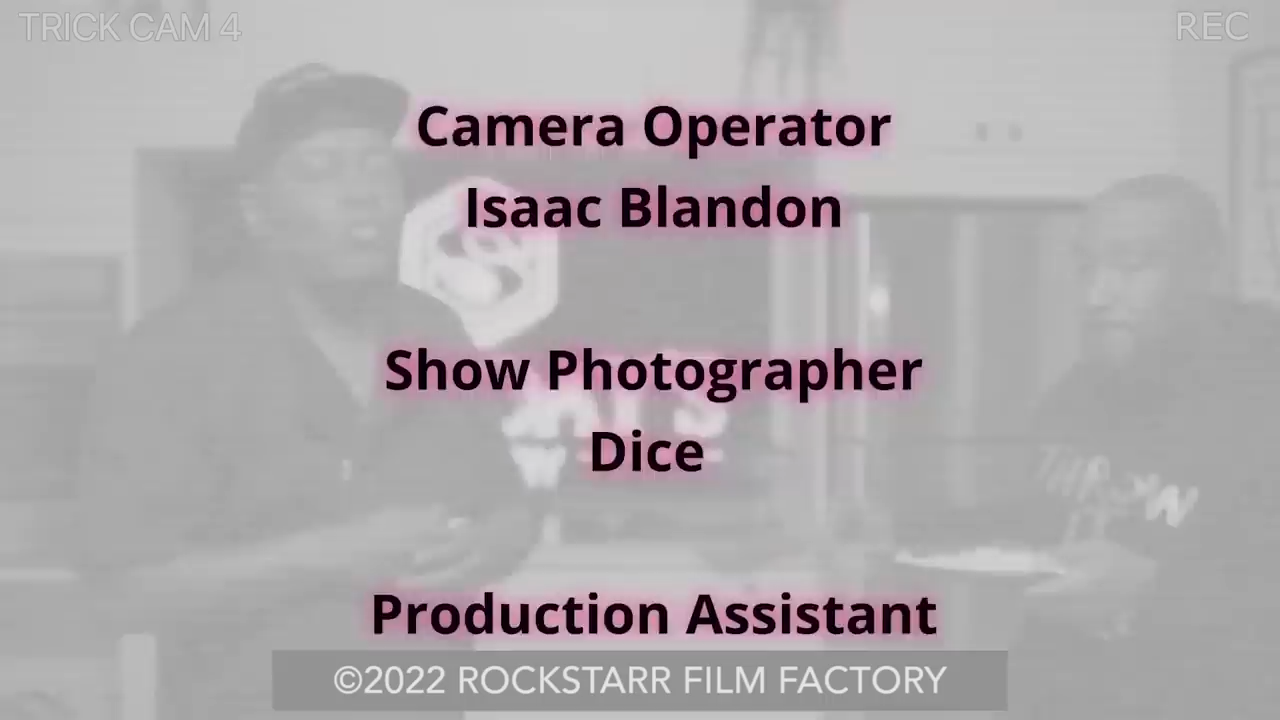 TRICK CAM 4
REC
Camera Operator
Isaac Blandon
Show Photographer
Dice
Production Assistant
©2022 ROCKSTARR FILM FACTORY